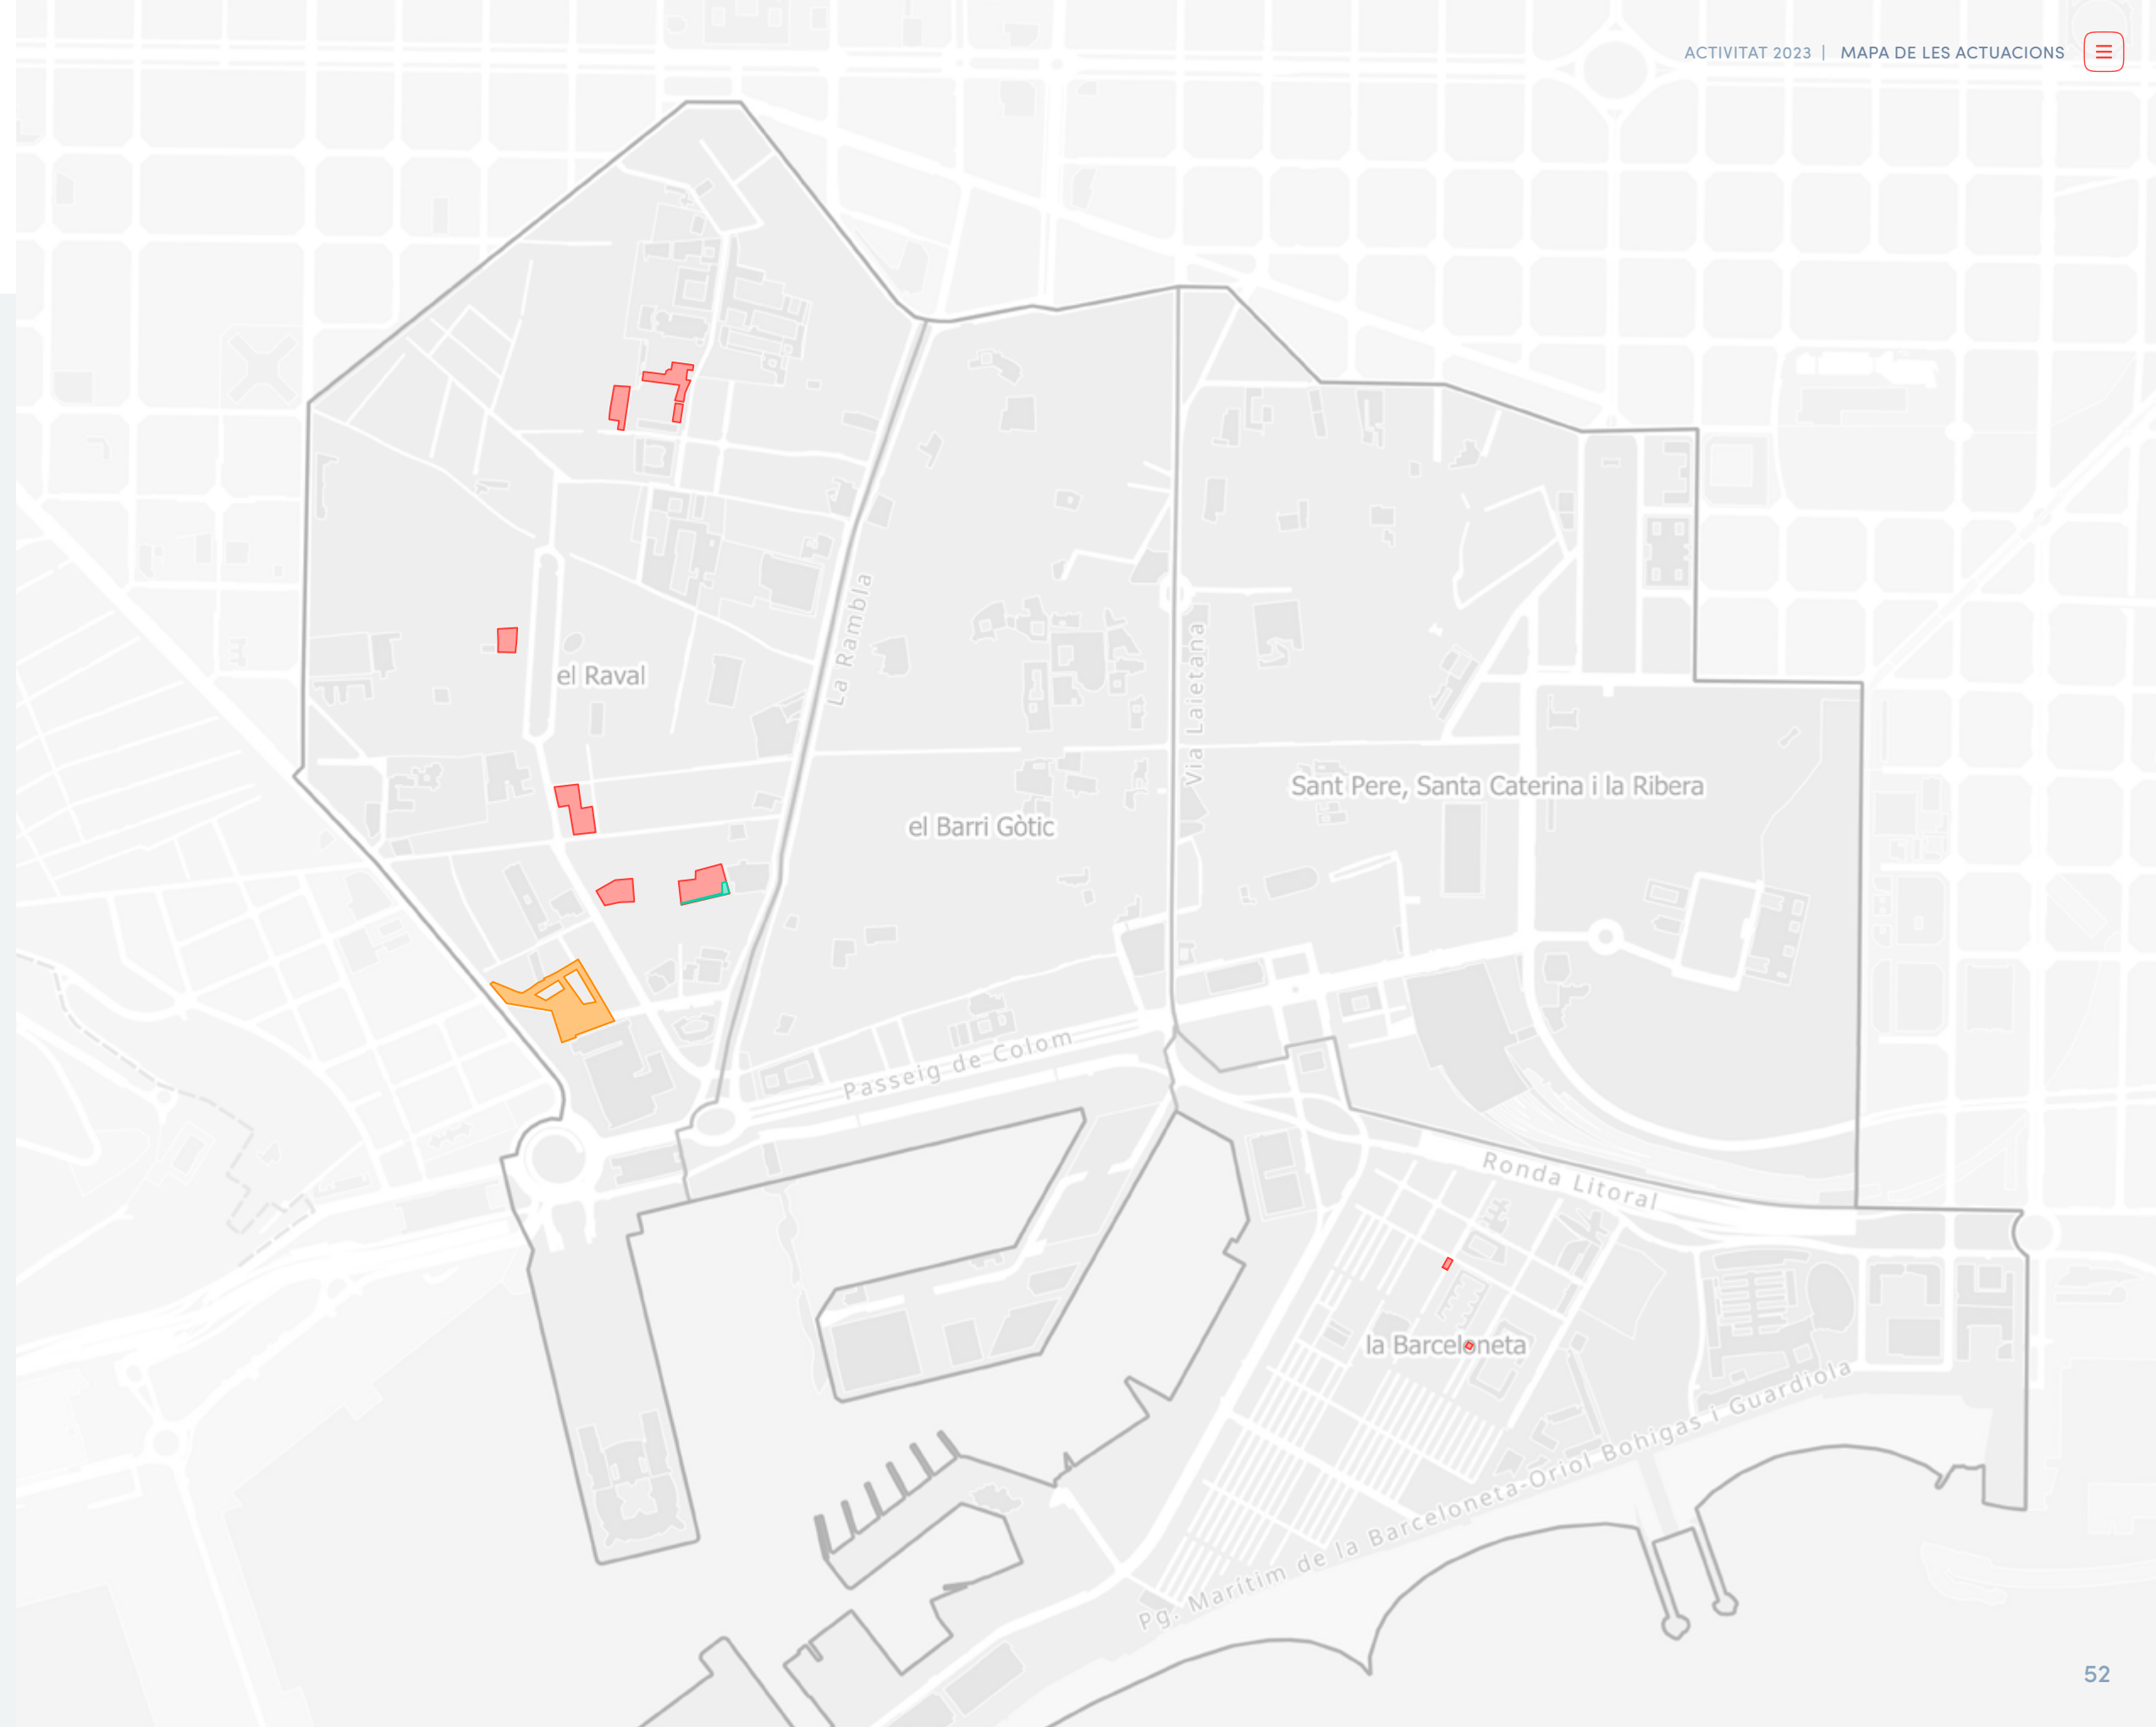 ACTIVITAT 2023 | MAPA DE LES ACTUACIONS
La Rambla
Via Laietana
el Raval
Sant Pere, Santa Caterina i la Ribera
el Barri Gòtic
Passeig de Colom
Ronda Litoral
la Barceloneta
Pg. Marítim de la Barceloneta-Oriol Bohigas i Guardiola
52